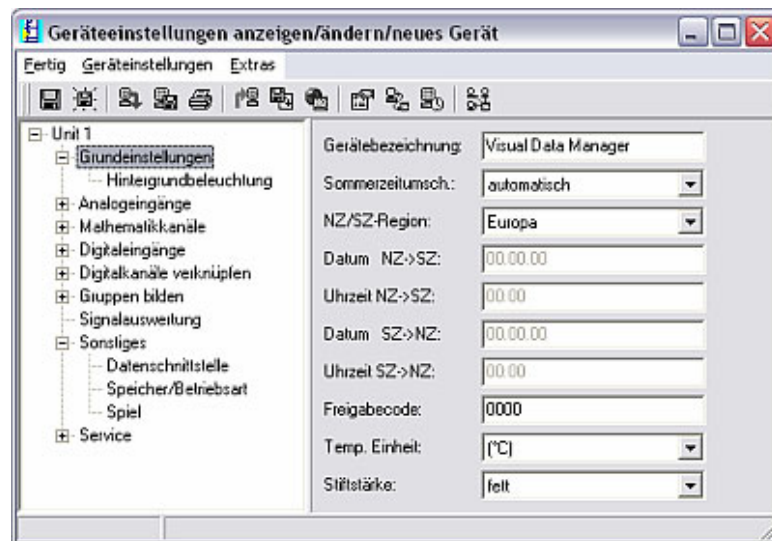 Geräteeinstellungen anzeigen/ändern/neues Gerät
Fertig Geräteinstellungen Extras
Unit 1
Grundeinstellungen
Hintergrundbeleuchtung
Analogeingänge
Mathematikkanäle
Digitaleingänge
Digitalkanäle verknüpfen
Gruppen bilden
Signalauswertung
Sonstiges
Datenschnittstelle
Speicher/Betriebsart
Spiel
Service
Gerätebezeichnung: Visual Data Manager
Sommerzeitumsch.: automatisch
NZ/SZ-Region: Europa
Datum NZ->SZ: 00.00.00
Uhrzeit NZ->SZ: 00:00
Datum SZ->NZ: 00.00.00
Uhrzeit SZ->NZ: 00:00
Freigabecode: 0000
Temp. Einheit: (°C)
Stiftstärke: fett